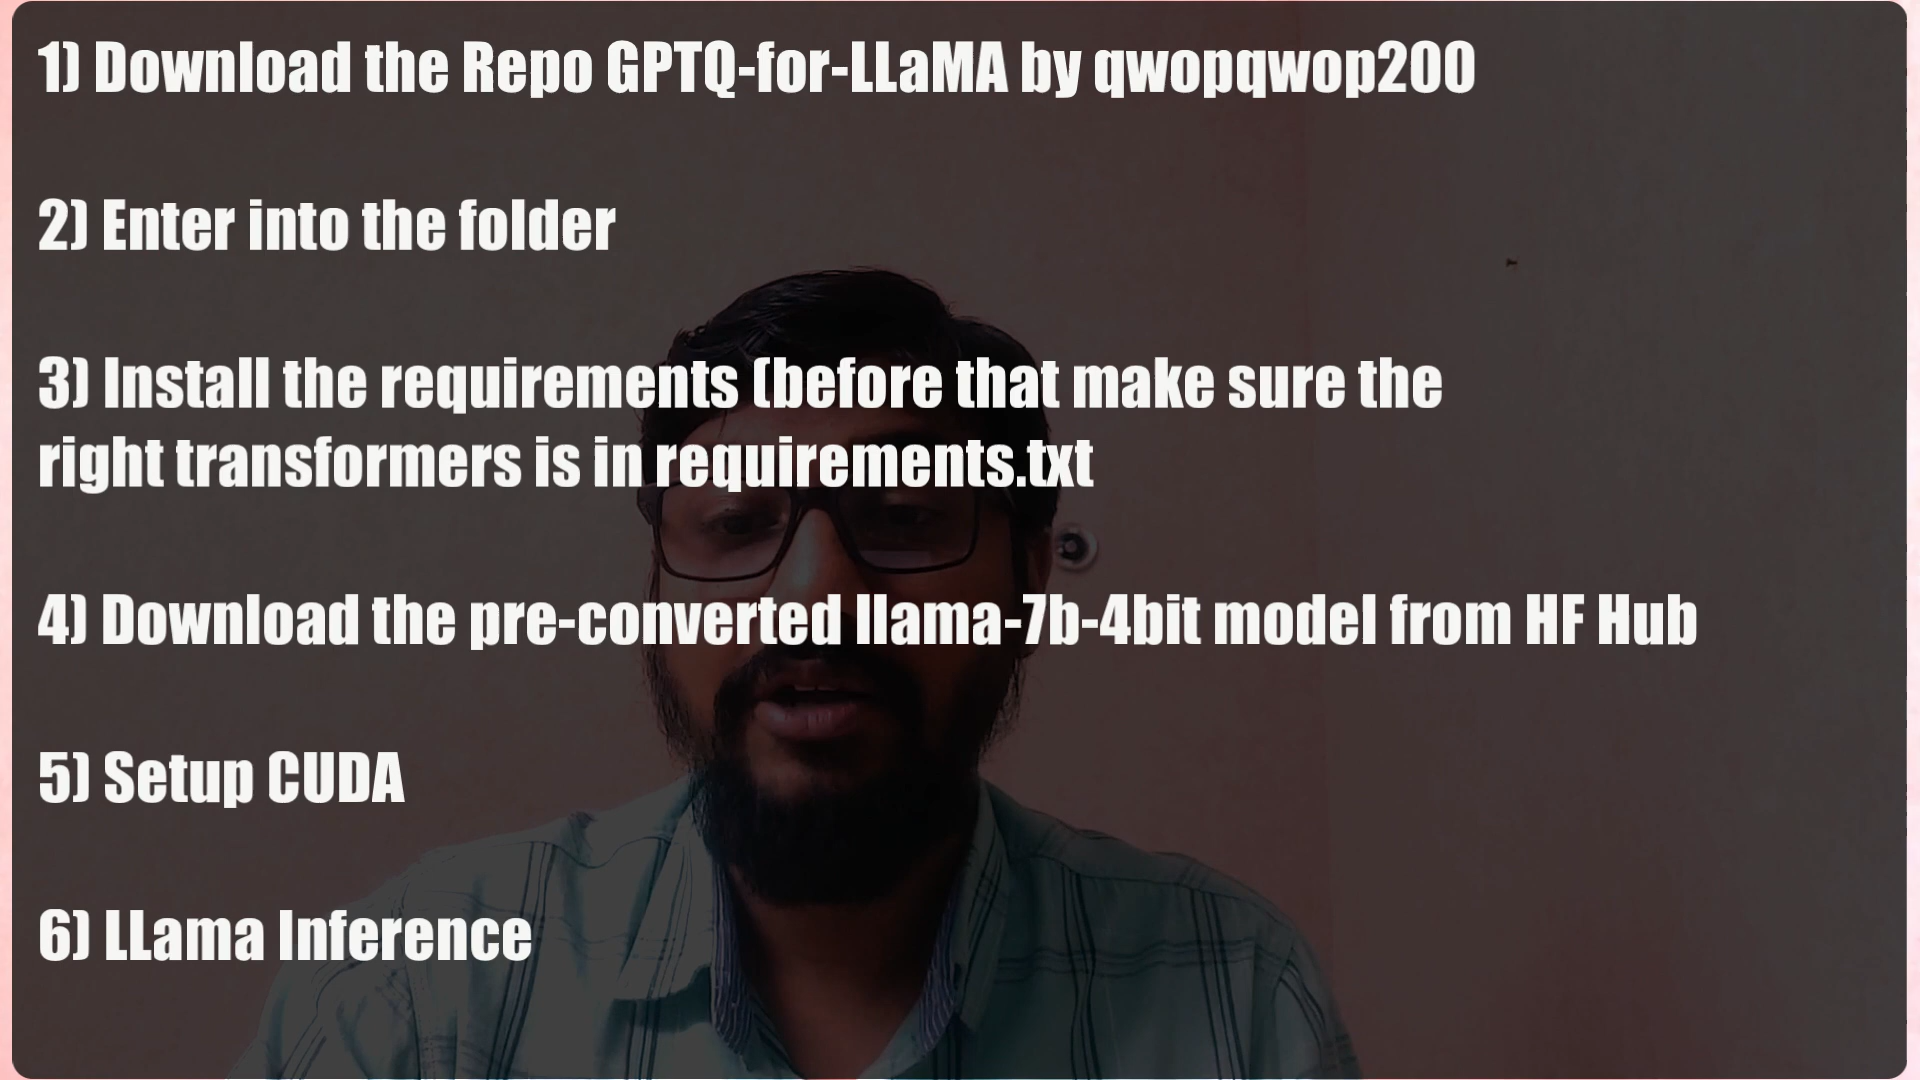 1) Download the Repo GPTQ-for-LLaMA by qwopqwop200
2) Enter into the folder
3) Install the requirements (before that make sure the
right transformers is in requirements.txt
4) Download the pre-converted llama-7b-4bit model from HF Hub
5) Setup CUDA
6) LLama Inference